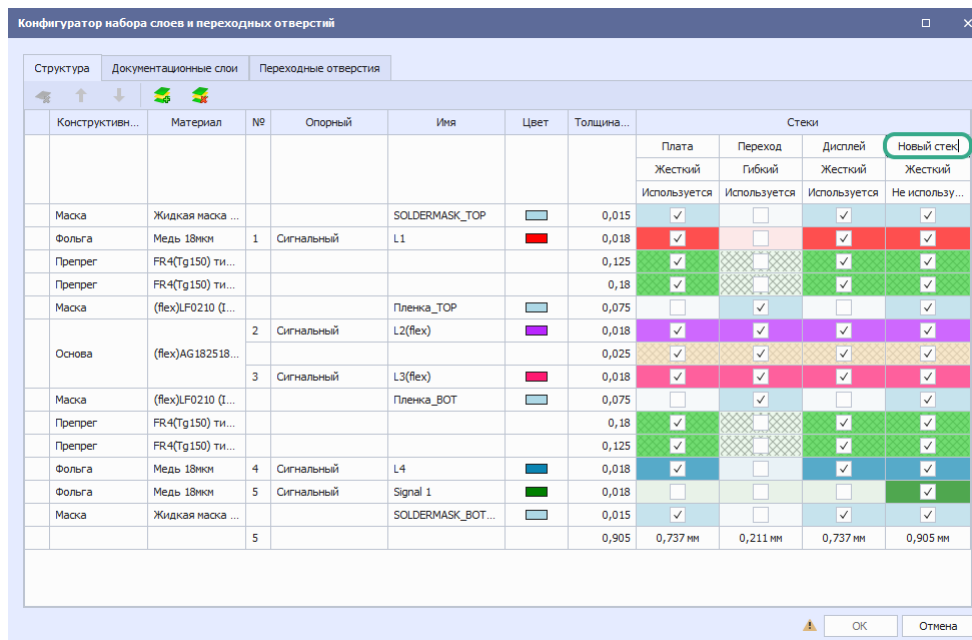 Конфигуратор набора слоев и переходных отверстий
Структура Документационные слои Переходные отверстия
Конструктивн... Материал № Опорный Имя Цвет Толщина... Стеки
Плата Переход Дисплей Новый стек
Жесткий Гибкий Жесткий Жесткий
Используется Используется Используется Не использу...
Маска Жидкая маска ... SOLDERMASK_TOP 0,015
Фольга Медь 18мкм 1 Сигнальный L1 0,018
Препрег FR4(Tg150) ти... 0,125
Препрег FR4(Tg150) ти... 0,18
Маска (flex)LF0210 (I... Пленка_TOP 0,075
2 Сигнальный L2(flex) 0,018
Основа (flex)AG182518... 0,025
3 Сигнальный L3(flex) 0,018
Маска (flex)LF0210 (I... Пленка_BOT 0,075
Препрег FR4(Tg150) ти... 0,18
Препрег FR4(Tg150) ти... 0,125
Фольга Медь 18мкм 4 Сигнальный L4 0,018
Фольга Медь 18мкм 5 Сигнальный Signal 1 0,018
Маска Жидкая маска ... SOLDERMASK_BOT... 0,015
5 0,905 0,737 мм 0,211 мм 0,737 мм 0,905 мм
OK Отмена